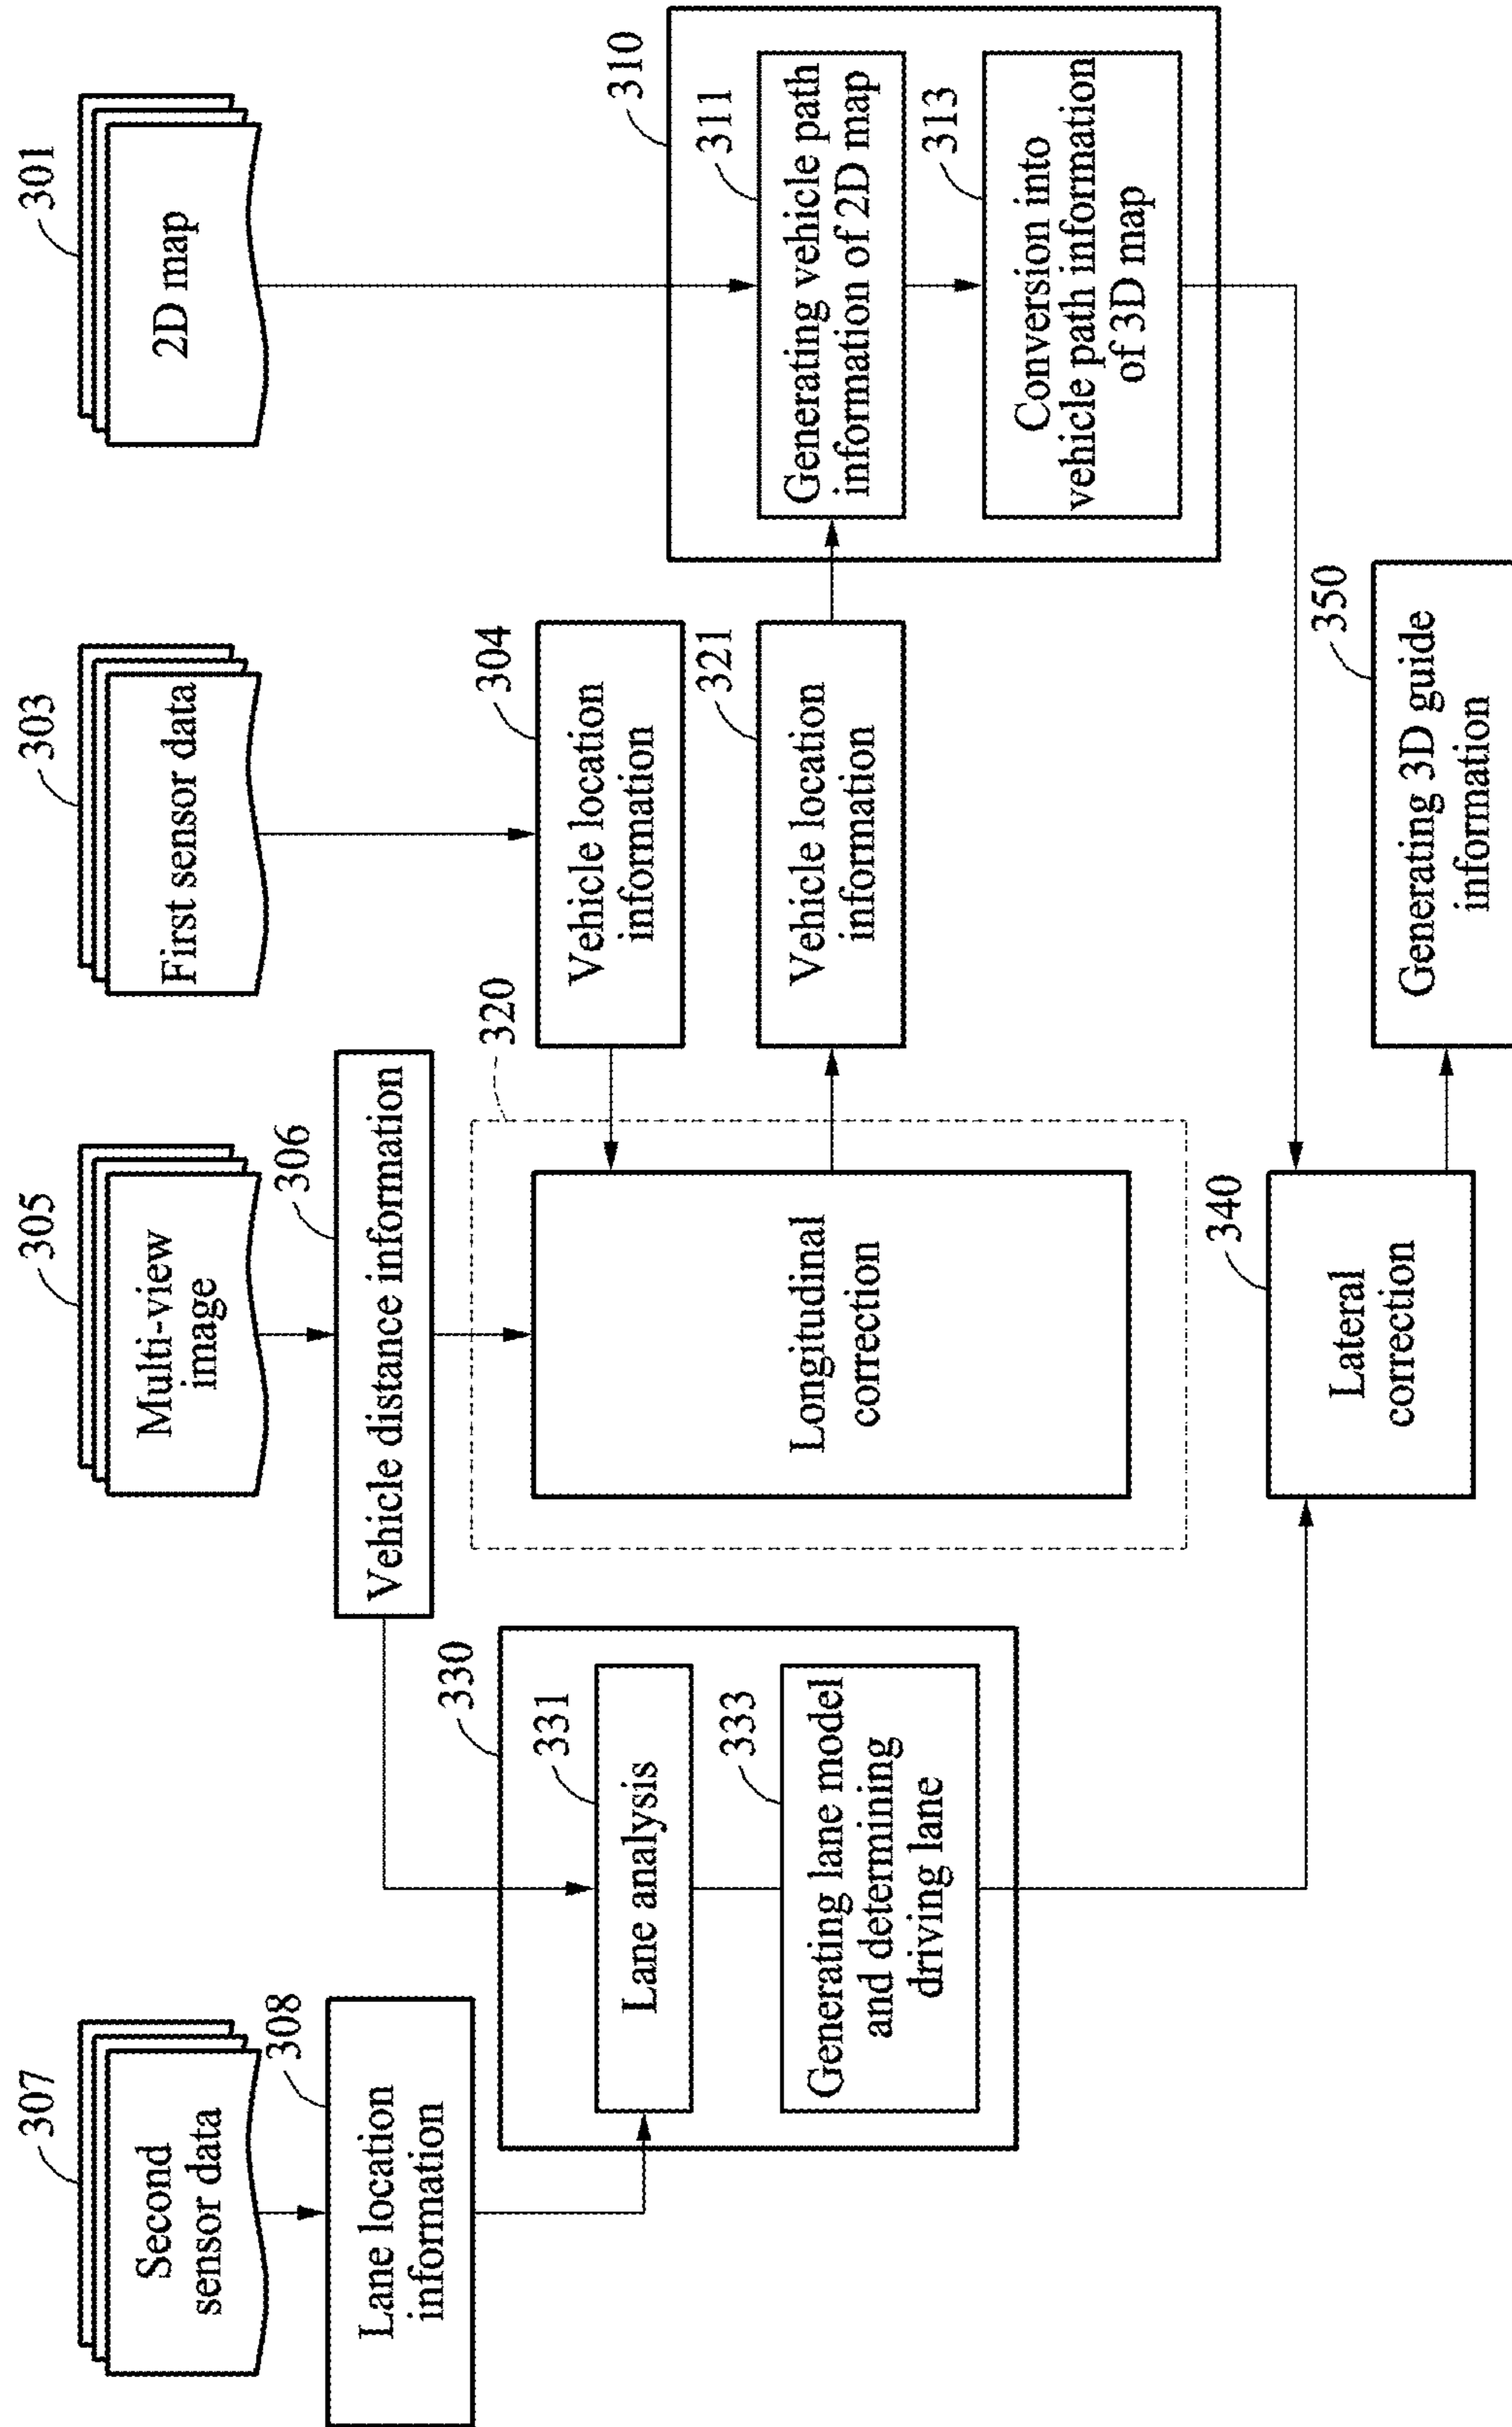 307
Second
sensor data
308
Lane location
information
305
Multi-view
image
306
Vehicle distance information
303
First sensor data
304
Vehicle location
information
301
2D map
330
331
Lane analysis
333
Generating lane model
and determining
driving lane
320
Longitudinal
correction
321
Vehicle location
information
310
311
Generating vehicle path
information of 2D map
313
Conversion into
vehicle path information
of 3D map
340
Lateral
correction
350
Generating 3D guide
information